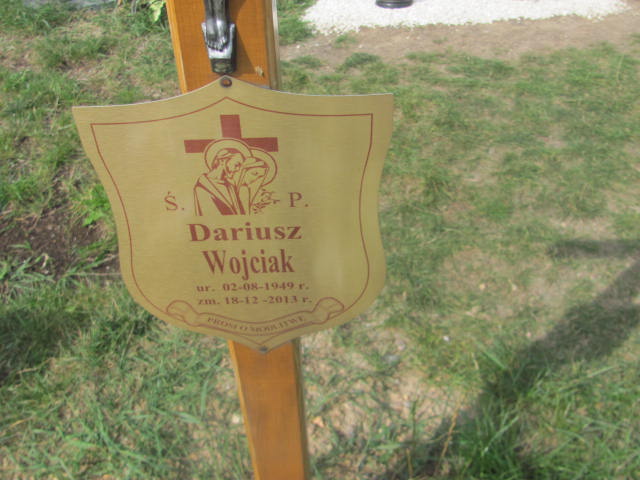 Ś. P.
Dariusz
Wojciak
ur. 02-08-1949 r.
zm. 18-12-2013 r.
PROSI O MODLITWĘ